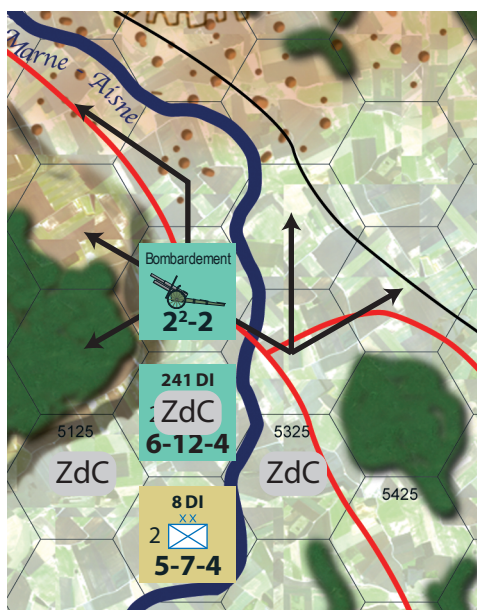 Marne
Aisne
Bombardement
2²-2
241 DI
ZdC
6-12-4
5125
5325
ZdC
ZdC
5425
8 DI
XX
2
5-7-4